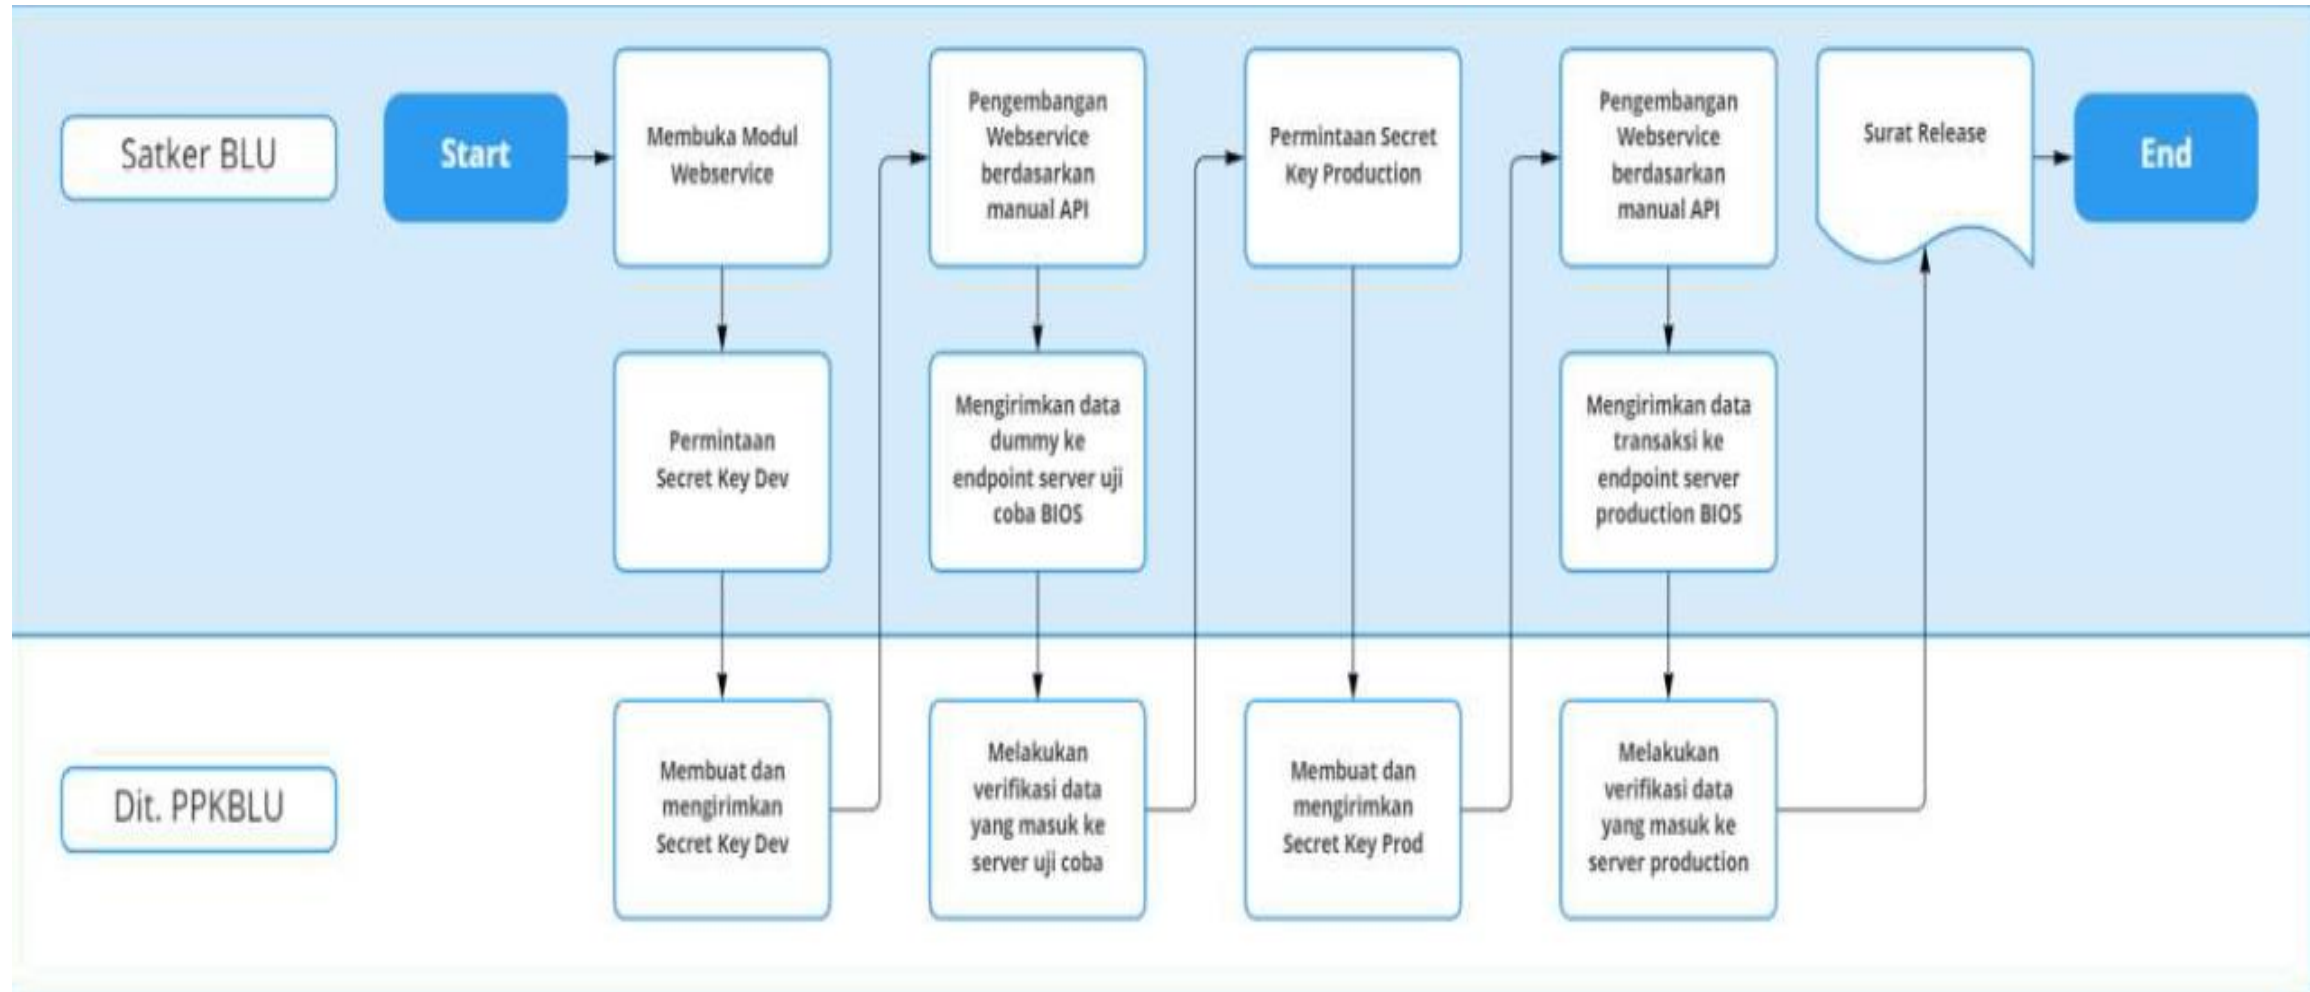 Satker BLU
Start
Membuka Modul
Webservice
Permintaan
Secret Key Dev
Membuat dan
mengirimkan
Secret Key Dev
Pengembangan
Webservice
berdasarkan
manual API
Mengirimkan data
dummy ke
endpoint server uji
coba BIOS
Melakukan
verifikasi data
yang masuk ke
server uji coba
Permintaan Secret
Key Production
Membuat dan
mengirimkan
Secret Key Prod
Pengembangan
Webservice
berdasarkan
manual API
Mengirimkan data
transaksi ke
endpoint server
production BIOS
Melakukan
verifikasi data
yang masuk ke
server production
Surat Release
End
Dit. PPKBLU